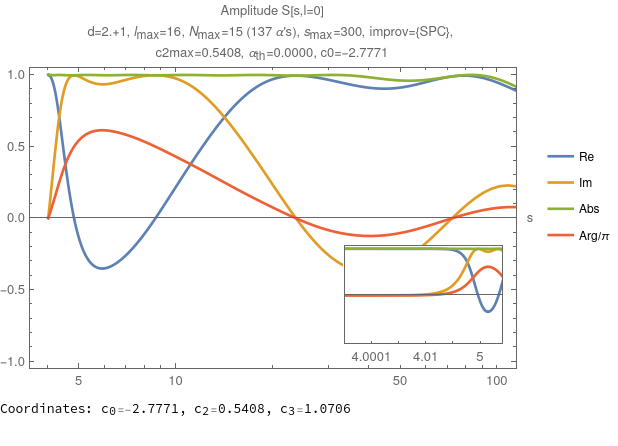 Amplitude S[s,l=0]
d=2.+1, lmax=16, Nmax=15 (137 α's), smax=300, improv={SPC},
c2max=0.5408, αth=0.0000, c0=-2.7771
1.0
0.5
0.0
-0.5
-1.0
5
10
50
100
s
Re
Im
Abs
Arg/π
4.0001
4.01
5
Coordinates: c0=-2.7771, c2=0.5408, c3=1.0706